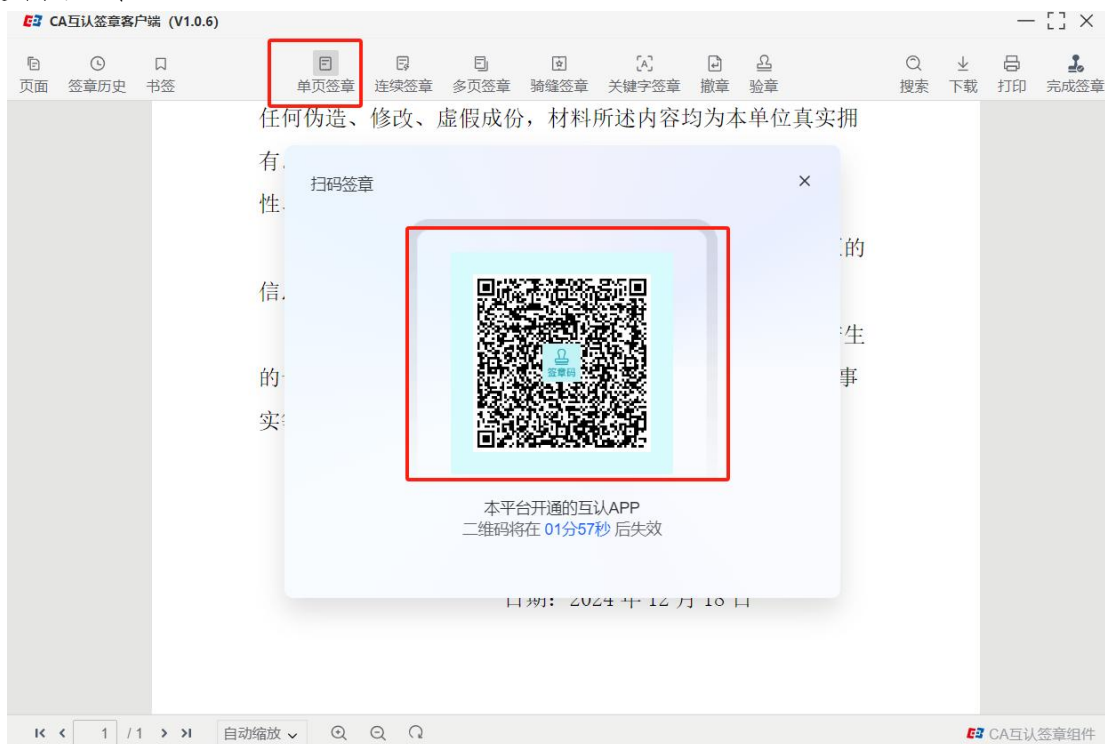 CA互认签章客户端（V1.0.6)
页面 签章历史 书签 单页签章 连续签章 多页签章 骑缝签章 关键字签章 撤章 验章 搜索 下载 打印 完成签章
任何伪造、修改、虚假成份，材料所述内容均为本单位真实拥
有
扫码签章
性
的
信
生
的
事
实
签章码
本平台开通的互认APP
二维码将在 01分57秒 后失效
日期：2024 年 12 月 18 日
1 / 1 自动缩放 CA互认签章组件